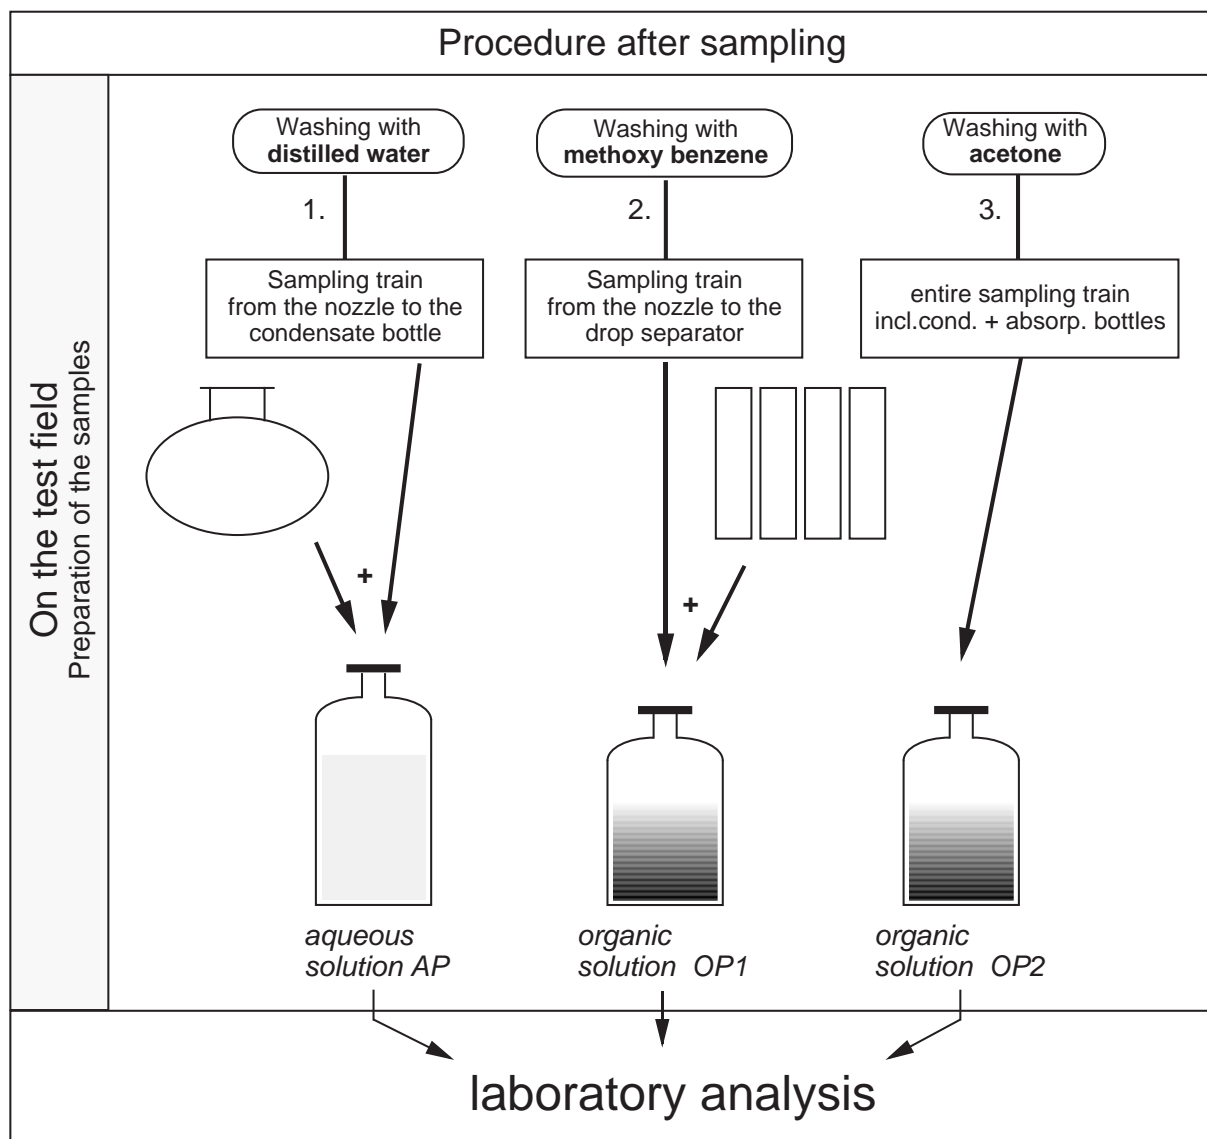 Procedure after sampling
On the test field
Preparation of the samples
Washing with
distilled water
1.
Sampling train
from the nozzle to the
condensate bottle
+
aqueous
solution AP
Washing with
methoxy benzene
2.
Sampling train
from the nozzle to the
drop separator
+
organic
solution OP1
Washing with
acetone
3.
entire sampling train
incl.cond. + absorp. bottles
organic
solution OP2
laboratory analysis